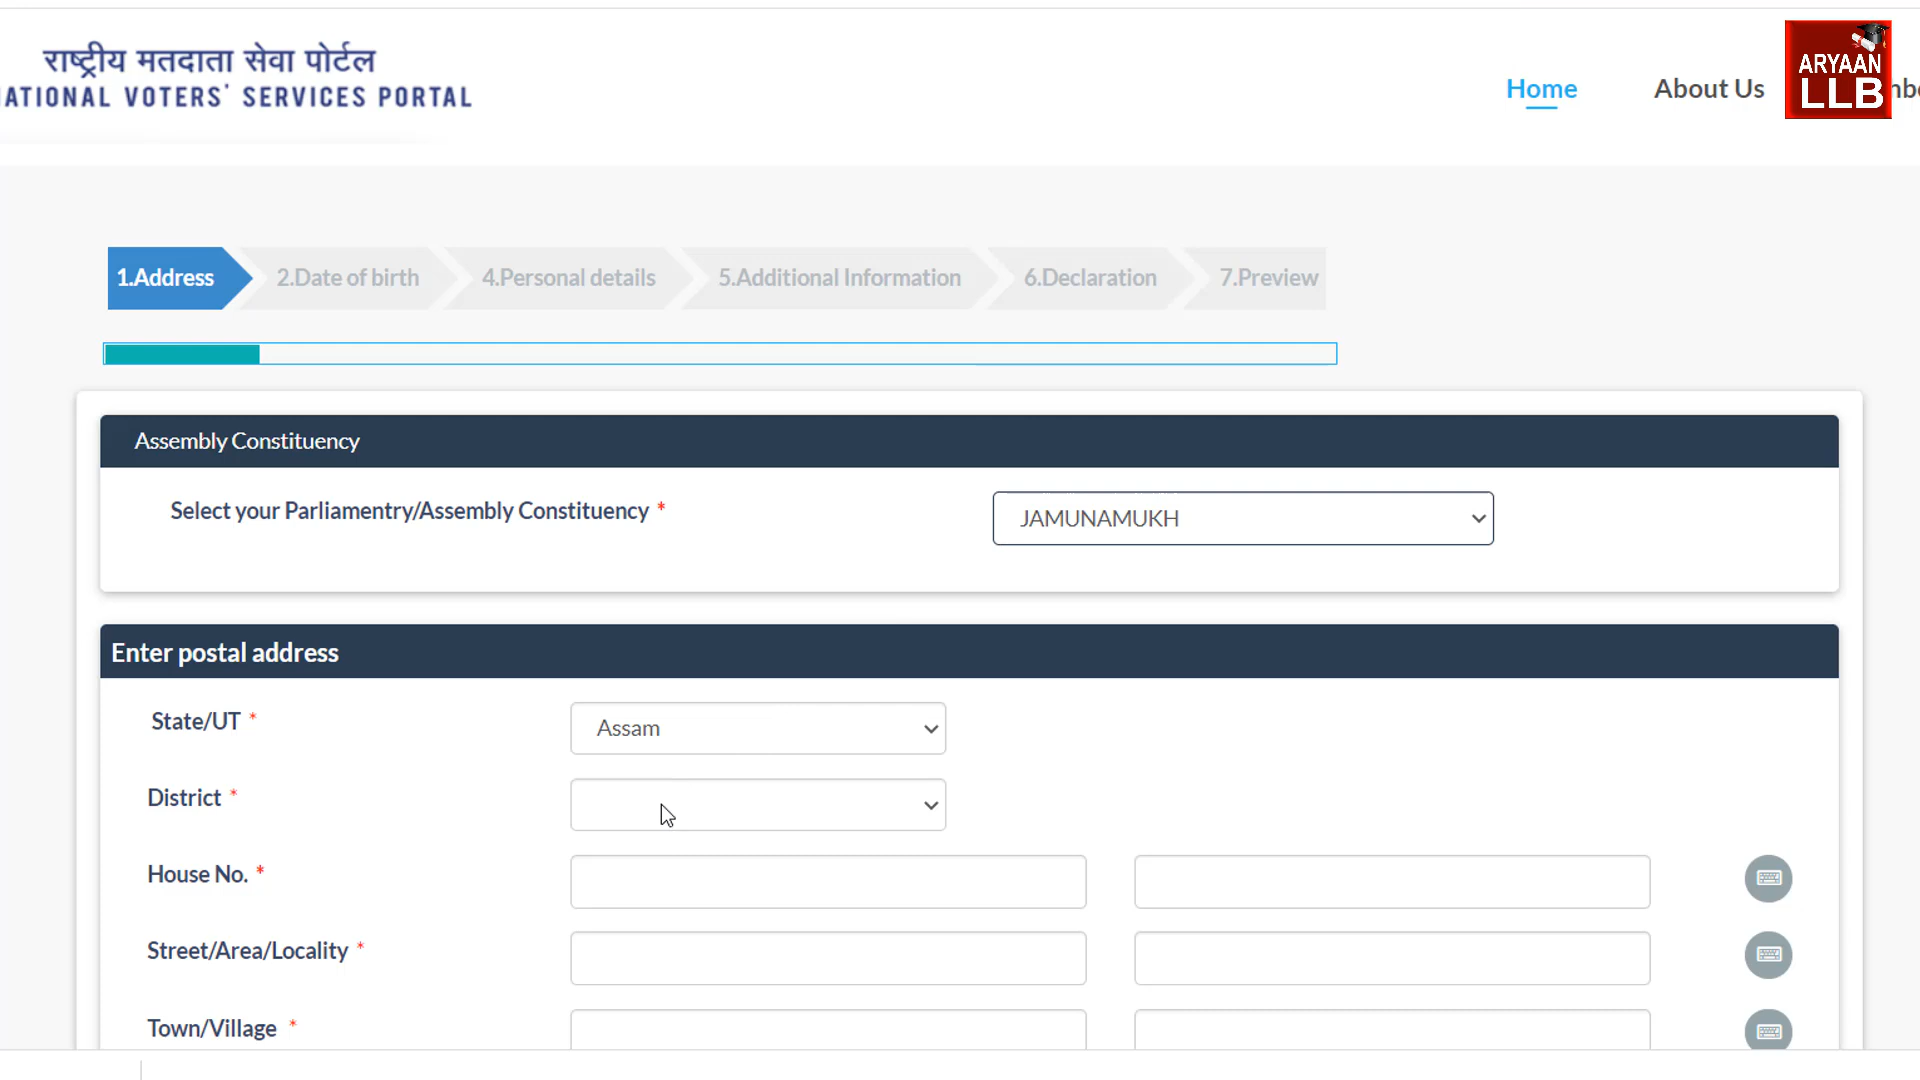 राष्ट्रीय मतदाता सेवा पोर्टल
NATIONAL VOTERS' SERVICES PORTAL
Home
About Us
ARYAAN
LLB
1.Address
2.Date of birth
4.Personal details
5.Additional Information
6.Declaration
7.Preview
Assembly Constituency
Select your Parliamentry/Assembly Constituency *
JAMUNAMUKH
Enter postal address
State/UT *
Assam
District *
House No. *
Street/Area/Locality *
Town/Village *